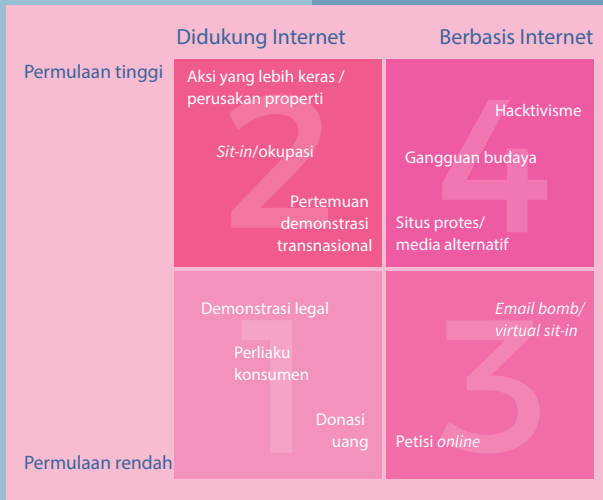 Didukung Internet
Berbasis Internet
Permulaan tinggi
2
Aksi yang lebih keras /
perusakan properti
Sit-in/okupasi
Pertemuan
demonstrasi
transnasional
4
Hacktivisme
Gangguan budaya
Situs protes/
media alternatif
1
Demonstrasi legal
Perliaku
konsumen
Donasi
uang
3
Email bomb/
virtual sit-in
Petisi online
Permulaan rendah